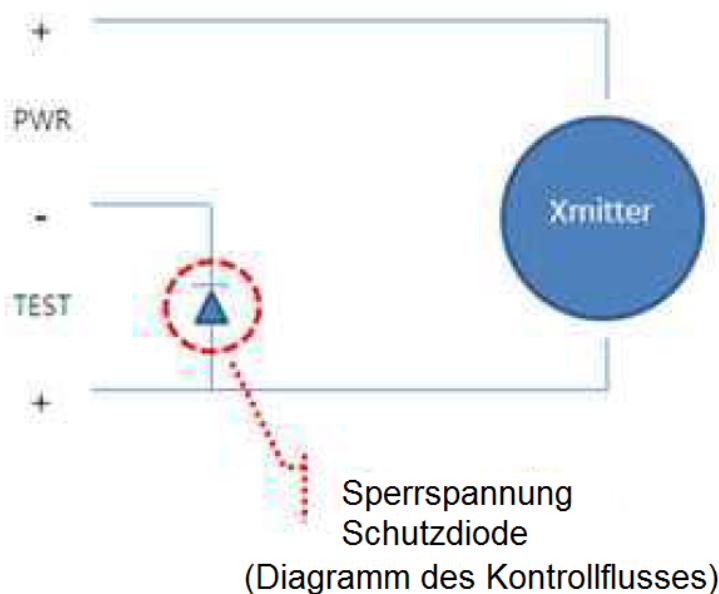 +
PWR
Xmitter
-
TEST
+
Sperrspannung
Schutzdiode
(Diagramm des Kontrollflusses)